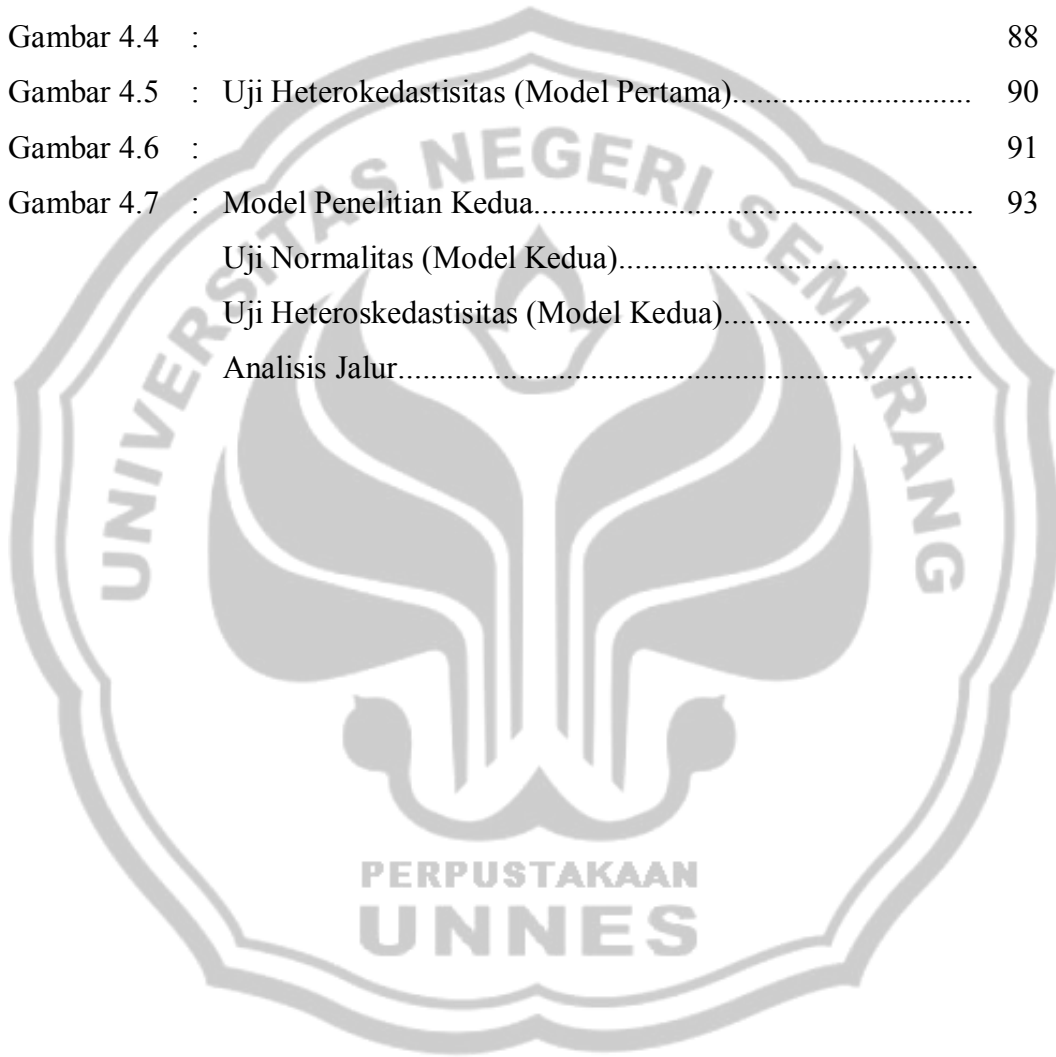 Gambar 4.4 : 88
Gambar 4.5 : Uji Heterokedastisitas (Model Pertama)............................. 90
Gambar 4.6 : 91
Gambar 4.7 : Model Penelitian Kedua...................................................... 93
Uji Normalitas (Model Kedua)............................................
Uji Heteroskedastisitas (Model Kedua)..............................
Analisis Jalur.......................................................................
UNIVERSITAS NEGERI SEMARANG
PERPUSTAKAAN
UNNES